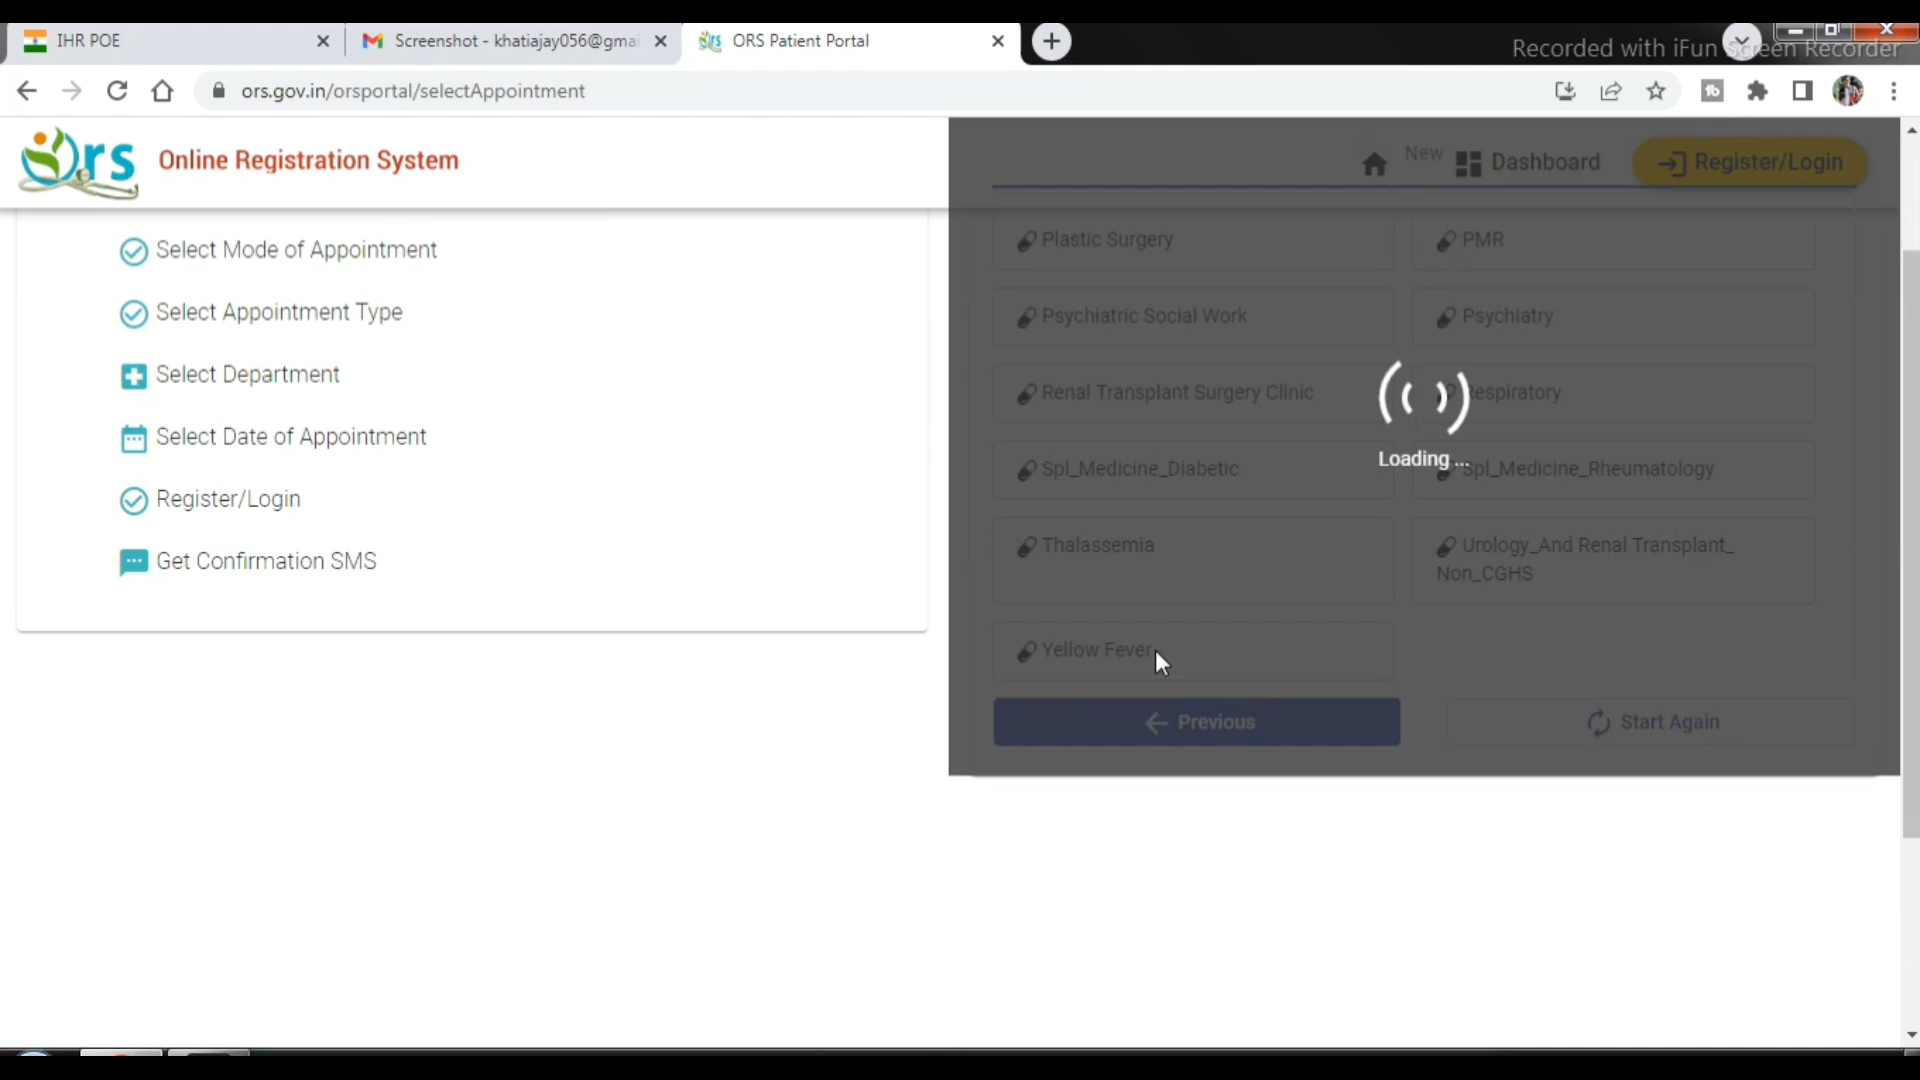 IHR POE
Screenshot - khatiajay056@gmai
ORS Patient Portal
Recorded with iFun Screen Recorder
ors.gov.in/orsportal/selectAppointment
Ors
Online Registration System
New
Dashboard
Register/Login
Select Mode of Appointment
Select Appointment Type
Select Department
Select Date of Appointment
Register/Login
Get Confirmation SMS
Plastic Surgery
PMR
Psychiatric Social Work
Psychiatry
Renal Transplant Surgery Clinic
Respiratory
Loading ...
Spl_Medicine_Diabetic
Spl_Medicine_Rheumatology
Thalassemia
Urology_And Renal Transplant_
Non_CGHS
Yellow Fever
Previous
Start Again